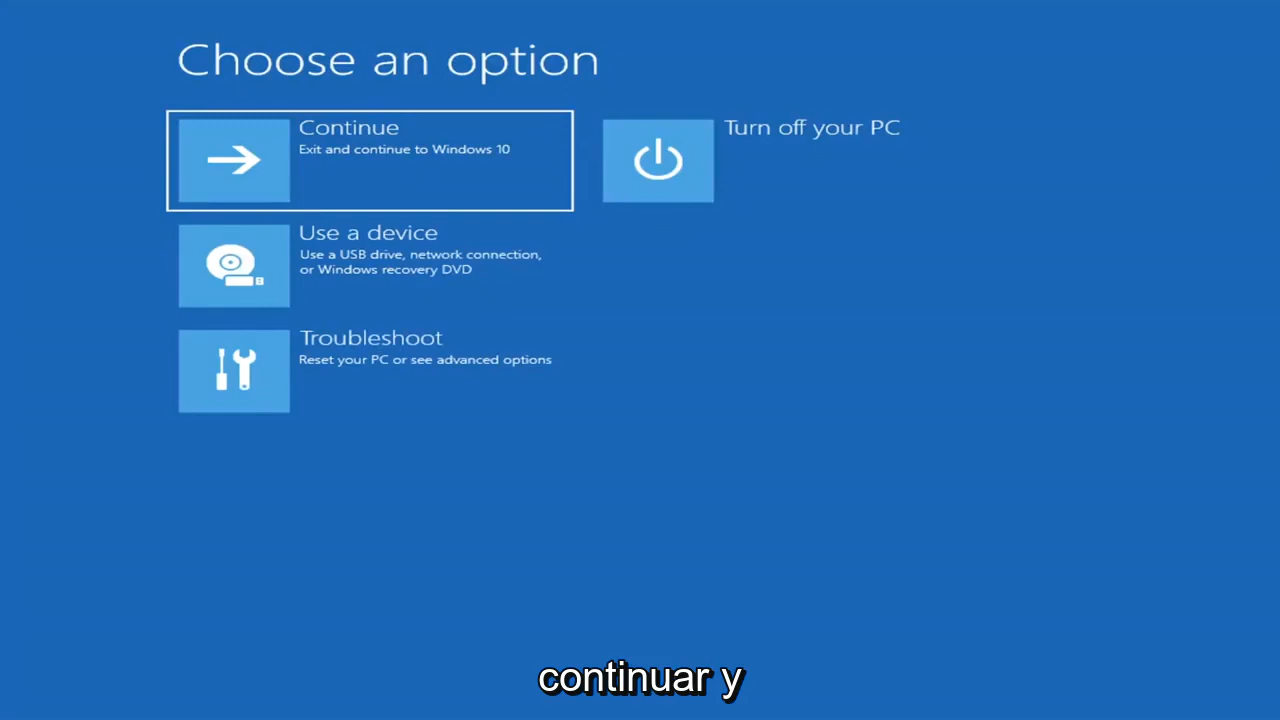 Choose an option
Continue
Exit and continue to Windows 10
Turn off your PC
Use a device
Use a USB drive, network connection,
or Windows recovery DVD
Troubleshoot
Reset your PC or see advanced options
continuar y